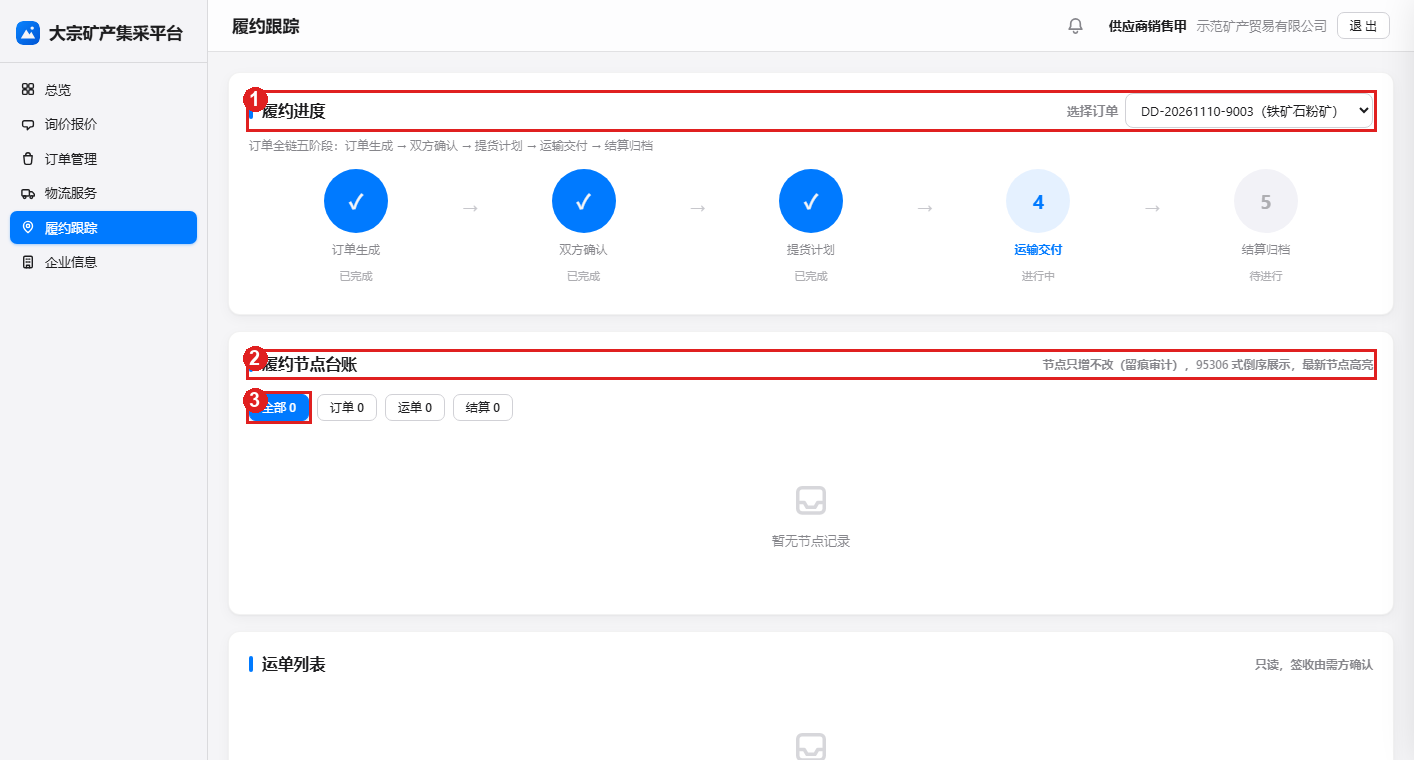 大宗矿产集采平台
总览
询价报价
订单管理
物流服务
履约跟踪
企业信息
履约跟踪
供应商销售甲 示范矿产贸易有限公司 退出
1
履约进度
选择订单 DD-20261110-9003（铁矿石粉矿）
订单全链五阶段：订单生成 → 双方确认 → 提货计划 → 运输交付 → 结算归档
✓ → ✓ → ✓ → 4 → 5
订单生成 双方确认 提货计划 运输交付 结算归档
已完成 已完成 已完成 进行中 待进行
2
履约节点台账
节点只增不改（留痕审计），95306 式倒序展示，最新节点高亮
3
全部 0 订单 0 运单 0 结算 0
暂无节点记录
运单列表
只读，签收由需方确认